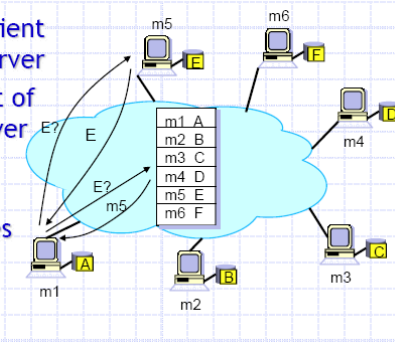 ient
rver
t of
ver
s
m5
E
m6
F
D
m4
E?
E
m1 A
m2 B
m3 C
m4 D
m5 E
m6 F
E?
m5
A
m1
B
m2
C
m3